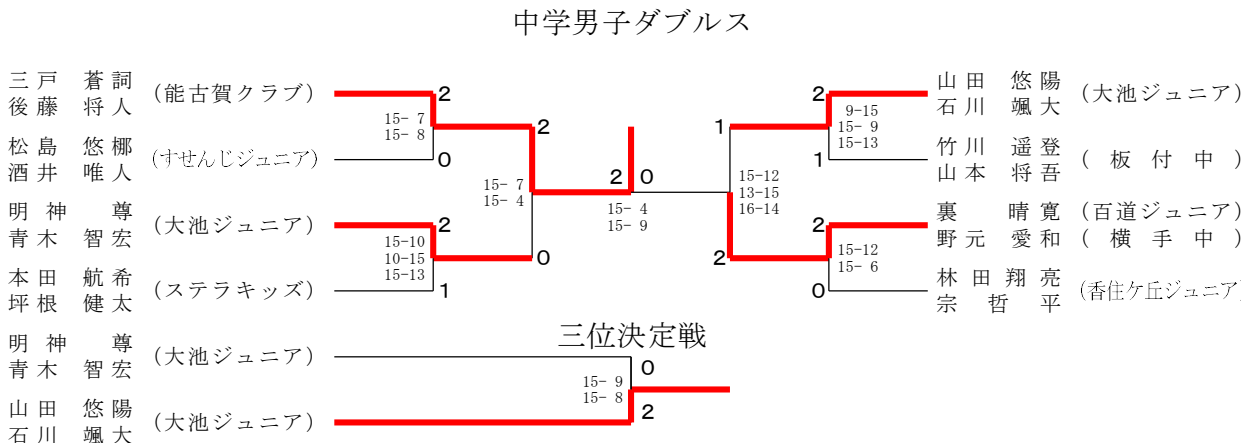 中学男子ダブルス
三戸 蒼詞
後藤 将人
(能古賀クラブ)
2
15- 7
15- 8
松島 悠梛
酒井 唯人
(すせんじジュニア)
0
2
15- 7
15- 4
明神 尊
青木 智宏
(大池ジュニア)
2
15-10
10-15
15-13
本田 航希
坪根 健太
(ステラキッズ)
1
0
2 0
15- 4
15- 9
山田 悠陽
石川 颯大
(大池ジュニア)
2
9-15
15- 9
15-13
竹川 遥登
山本 将吾
(板付中)
1
1
15-12
13-15
16-14
2
裏 晴寛
野元 愛和
(百道ジュニア)
(横手中)
2
15-12
15- 6
林田翔亮
宗哲平
(香住ケ丘ジュニア)
0
三位決定戦
明神 尊
青木 智宏
(大池ジュニア)
0
15- 9
15- 8
山田 悠陽
石川 颯大
(大池ジュニア)
2